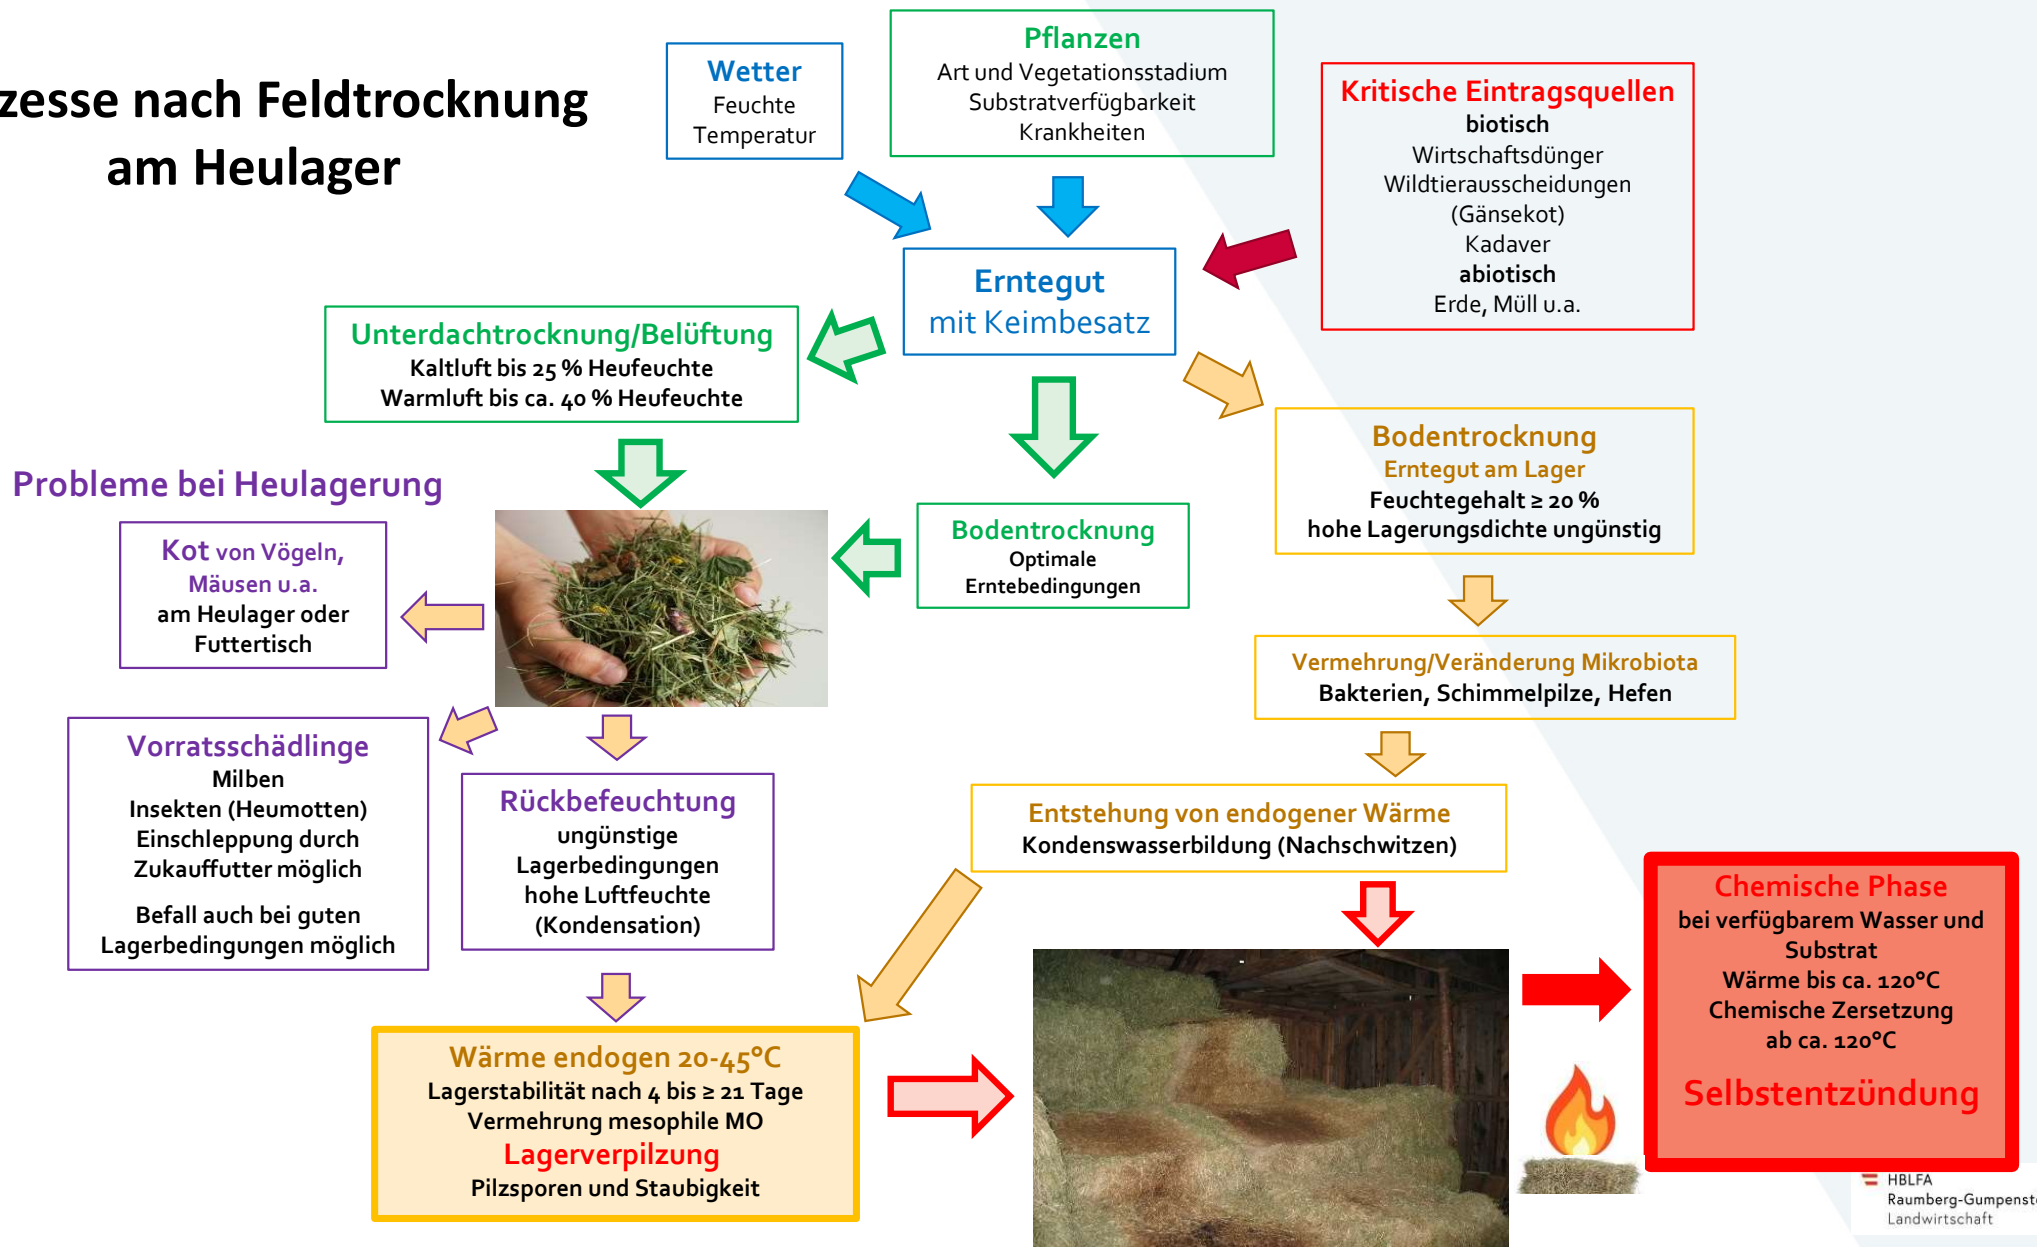 zesse nach Feldtrocknung
am Heulager
Wetter
Feuchte
Temperatur
Pflanzen
Art und Vegetationsstadium
Substratverfügbarkeit
Krankheiten
Kritische Eintragsquellen
biotisch
Wirtschaftsdünger
Wildtierausscheidungen
(Gänsekot)
Kadaver
abiotisch
Erde, Müll u.a.
Erntegut
mit Keimbesatz
Unterdachtrocknung/Belüftung
Kaltluft bis 25 % Heufeuchte
Warmluft bis ca. 40 % Heufeuchte
Bodentrocknung
Erntegut am Lager
Feuchtegehalt ≥ 20 %
hohe Lagerungsdichte ungünstig
Probleme bei Heulagerung
Bodentrocknung
Optimale
Erntebedingungen
Kot von Vögeln,
Mäusen u.a.
am Heulager oder
Futtertisch
Vermehrung/Veränderung Mikrobiota
Bakterien, Schimmelpilze, Hefen
Vorratsschädlinge
Milben
Insekten (Heumotten)
Einschleppung durch
Zukauffutter möglich
Befall auch bei guten
Lagerbedingungen möglich
Rückbefeuchtung
ungünstige
Lagerbedingungen
hohe Luftfeuchte
(Kondensation)
Entstehung von endogener Wärme
Kondenswasserbildung (Nachschwitzen)
Chemische Phase
bei verfügbarem Wasser und
Substrat
Wärme bis ca. 120°C
Chemische Zersetzung
ab ca. 120°C
Selbstentzündung
Wärme endogen 20-45°C
Lagerstabilität nach 4 bis ≥ 21 Tage
Vermehrung mesophile MO
Lagerverpilzung
Pilzsporen und Staubigkeit
HBLFA
Raumberg-Gumpenst
Landwirtschaft